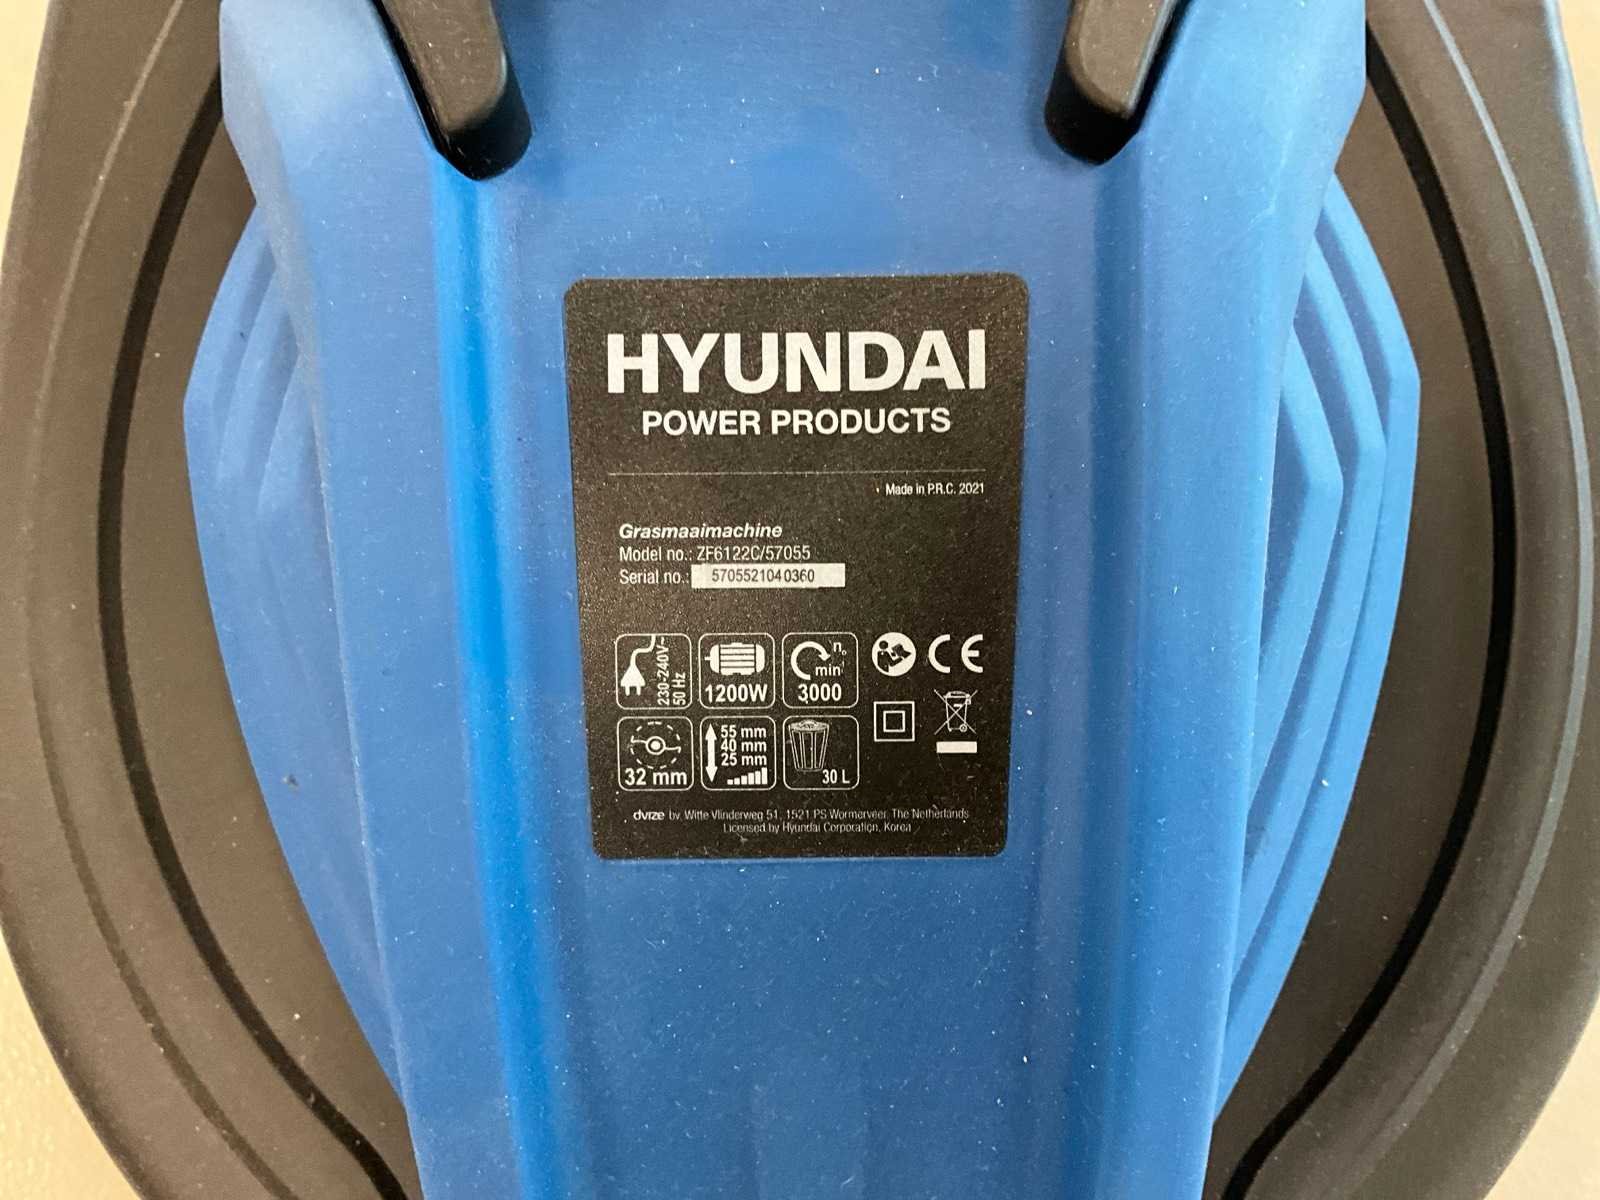 HYUNDAI
POWER PRODUCTS
Made in P.R.C. 2021
Grasmaaimachine
Model no.: ZF6122C/57055
Serial no.: 5705521040360
230-240V~
50 Hz
1200W
n₀
min⁻¹
3000
CE
32 mm
55 mm
40 mm
25 mm
30 L
dvize bv, Witte Vlinderweg 51, 1521 PS Wormerveer, The Netherlands
Licensed by Hyundai Corporation, Korea